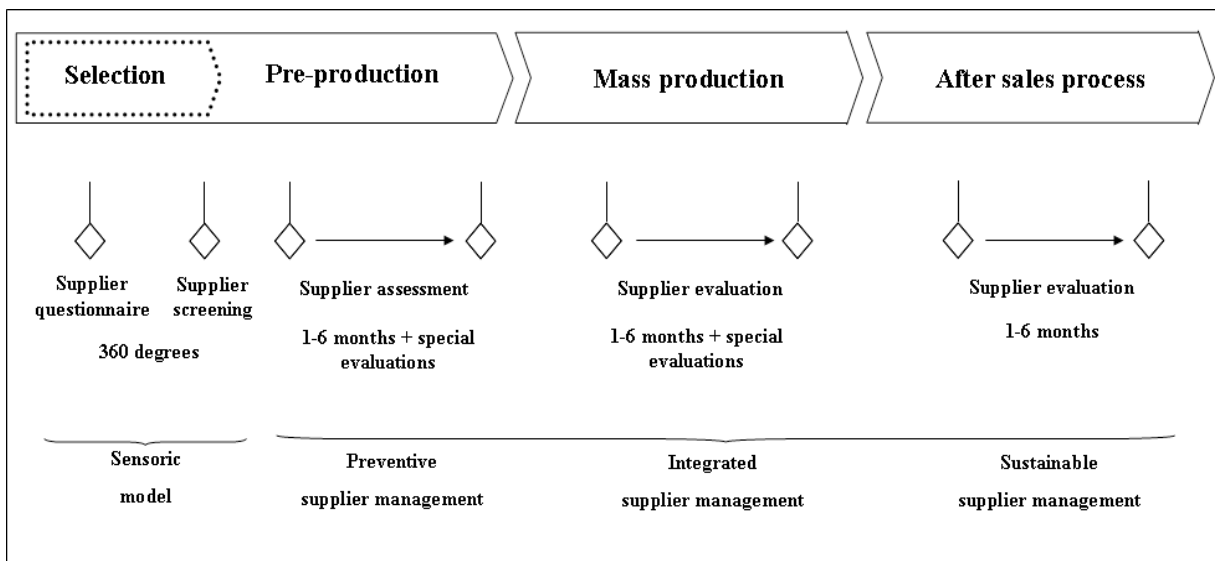 Selection
Pre-production
Mass production
After sales process
Supplier
questionnaire
Supplier
screening
360 degrees
Supplier assessment
1-6 months + special
evaluations
Supplier evaluation
1-6 months + special
evaluations
Supplier evaluation
1-6 months
Sensoric
model
Preventive
supplier management
Integrated
supplier management
Sustainable
supplier management